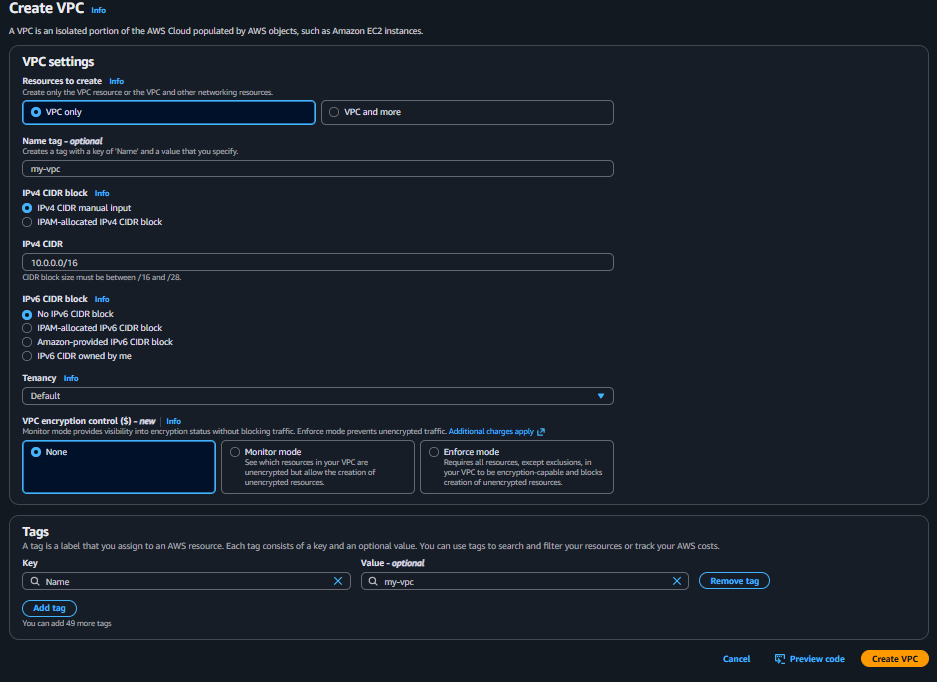 Create VPC Info
A VPC is an isolated portion of the AWS Cloud populated by AWS objects, such as Amazon EC2 instances.
VPC settings
Resources to create Info
Create only the VPC resource or the VPC and other networking resources.
VPC only
VPC and more
Name tag – optional
Creates a tag with a key of 'Name' and a value that you specify.
my-vpc
IPv4 CIDR block Info
IPv4 CIDR manual input
IPAM-allocated IPv4 CIDR block
IPv4 CIDR
10.0.0.0/16
CIDR block size must be between /16 and /28.
IPv6 CIDR block Info
No IPv6 CIDR block
IPAM-allocated IPv6 CIDR block
Amazon-provided IPv6 CIDR block
IPv6 CIDR owned by me
Tenancy Info
Default
VPC encryption control ($) – new | Info
Monitor mode provides visibility into encryption status without blocking traffic. Enforce mode prevents unencrypted traffic. Additional charges apply
None
Monitor mode
See which resources in your VPC are
unencrypted but allow the creation of
unencrypted resources.
Enforce mode
Requires all resources, except exclusions, in
your VPC to be encryption-capable and blocks
creation of unencrypted resources.
Tags
A tag is a label that you assign to an AWS resource. Each tag consists of a key and an optional value. You can use tags to search and filter your resources or track your AWS costs.
Key
Value – optional
Name
my-vpc
Remove tag
Add tag
You can add 49 more tags
Cancel
Preview code
Create VPC